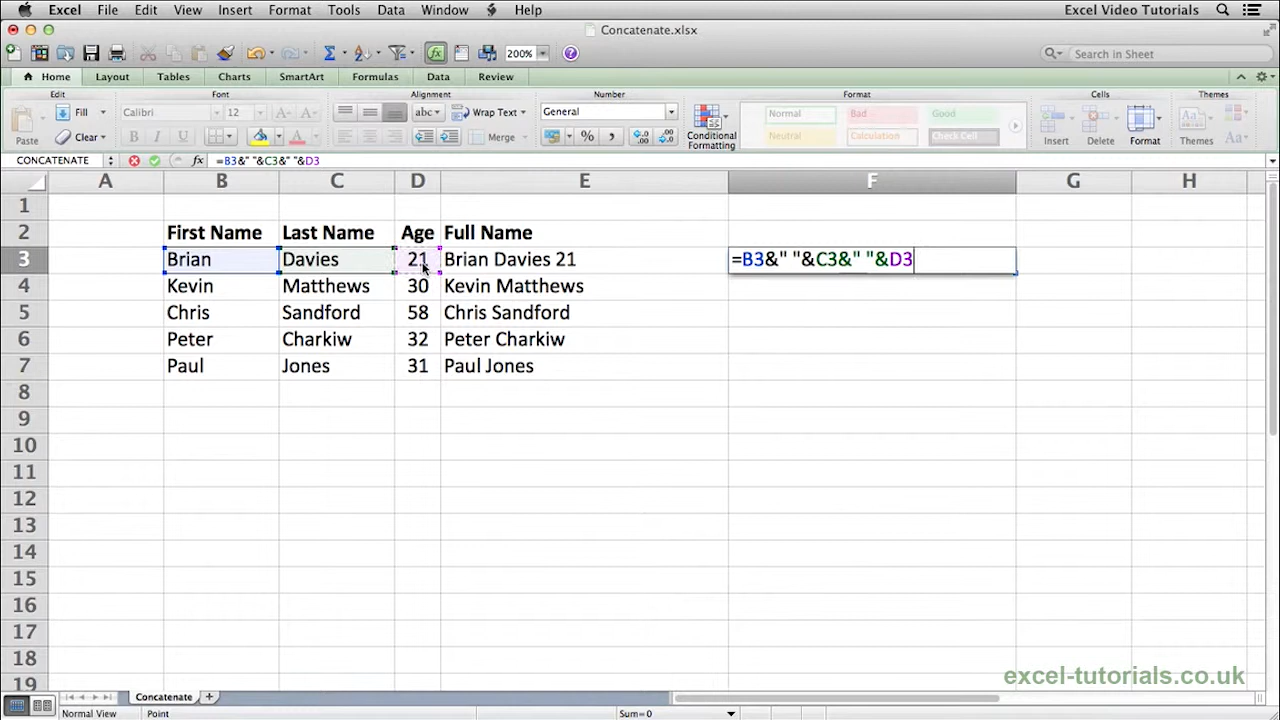 Excel File Edit View Insert Format Tools Data Window Help Excel Video Tutorials
Concatenate.xlsx
200% Search in Sheet
Home Layout Tables Charts SmartArt Formulas Data Review
Edit Font Alignment Number Format Cells Themes
Fill Calibri 12 abc Wrap Text General Normal Bad Good
Paste Clear B I U Merge % Conditional Formatting Neutral Calculation Check Cell Insert Delete Format Themes Aa
CONCATENATE fx =B3&" "&C3&" "&D3
A B C D E F G H
1
2 First Name Last Name Age Full Name
3 Brian Davies 21 Brian Davies 21 =B3&" "&C3&" "&D3
4 Kevin Matthews 30 Kevin Matthews
5 Chris Sandford 58 Chris Sandford
6 Peter Charkiw 32 Peter Charkiw
7 Paul Jones 31 Paul Jones
8
9
10
11
12
13
14
15
16
17
18
19
excel-tutorials.co.uk
Concatenate
Normal View Point Sum=0